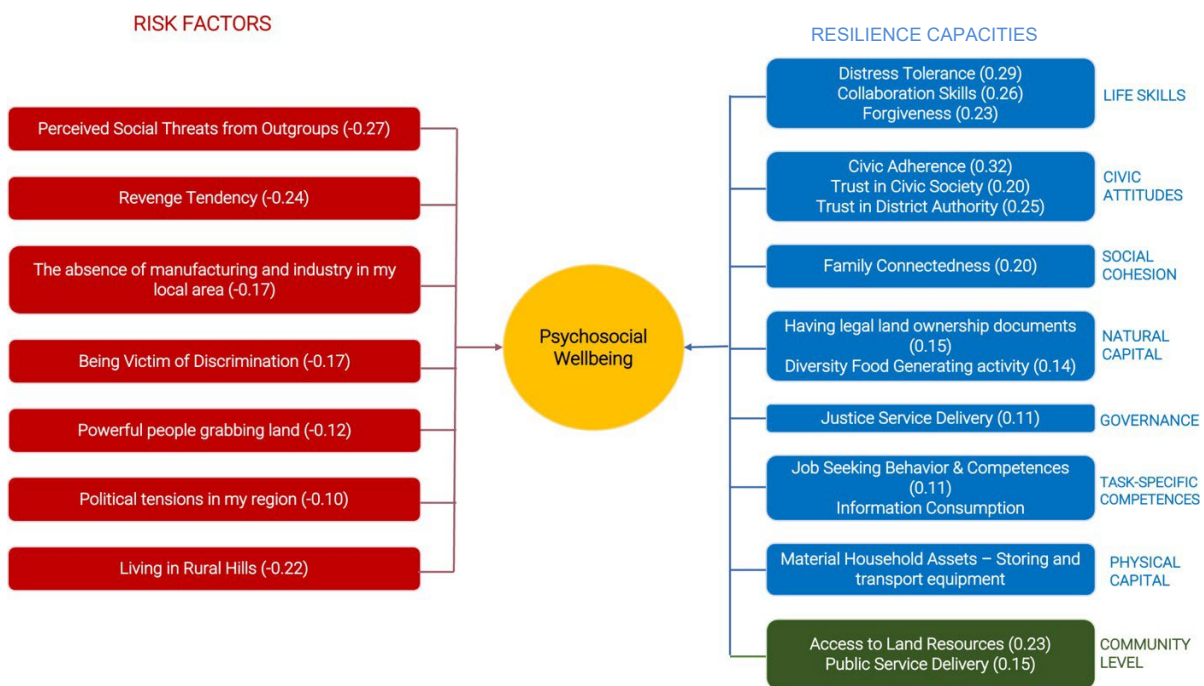 RISK FACTORS
Perceived Social Threats from Outgroups (-0.27)
Revenge Tendency (-0.24)
The absence of manufacturing and industry in my
local area (-0.17)
Being Victim of Discrimination (-0.17)
Powerful people grabbing land (-0.12)
Political tensions in my region (-0.10)
Living in Rural Hills (-0.22)
Psychosocial
Wellbeing
RESILIENCE CAPACITIES
Distress Tolerance (0.29)
Collaboration Skills (0.26)
Forgiveness (0.23)
LIFE SKILLS
Civic Adherence (0.32)
Trust in Civic Society (0.20)
Trust in District Authority (0.25)
CIVIC
ATTITUDES
Family Connectedness (0.20)
SOCIAL
COHESION
Having legal land ownership documents
(0.15)
Diversity Food Generating activity (0.14)
NATURAL
CAPITAL
Justice Service Delivery (0.11)
GOVERNANCE
Job Seeking Behavior & Competences
(0.11)
Information Consumption
TASK-SPECIFIC
COMPETENCES
Material Household Assets – Storing and
transport equipment
PHYSICAL
CAPITAL
Access to Land Resources (0.23)
Public Service Delivery (0.15)
COMMUNITY
LEVEL